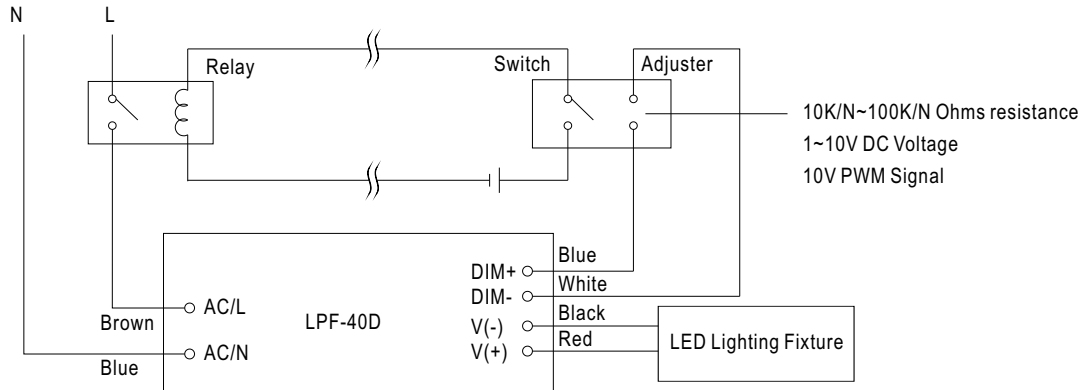 N
L
Relay
Switch
Adjuster
10K/N~100K/N Ohms resistance
1~10V DC Voltage
10V PWM Signal
DIM+
Blue
DIM-
White
V(-)
Black
V(+)
Red
AC/L
Brown
AC/N
Blue
LPF-40D
LED Lighting Fixture